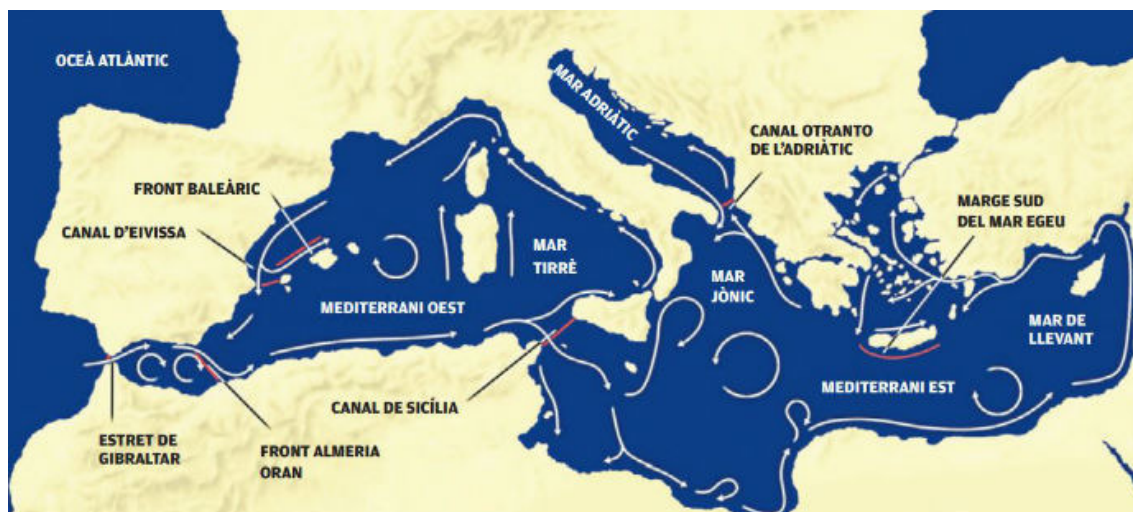 OCEÀ ATLÀNTIC
MAR ADRIÀTIC
CANAL OTRANTO
DE L'ADRIÀTIC
FRONT BALEÀRIC
MARGE SUD
DEL MAR EGEU
CANAL D'EIVISSA
MAR
TIRRÈ
MAR
JÒNIC
MEDITERRANI OEST
MAR DE
LLEVANT
MEDITERRANI EST
CANAL DE SICÍLIA
ESTRET DE
GIBRALTAR
FRONT ALMERIA
ORAN